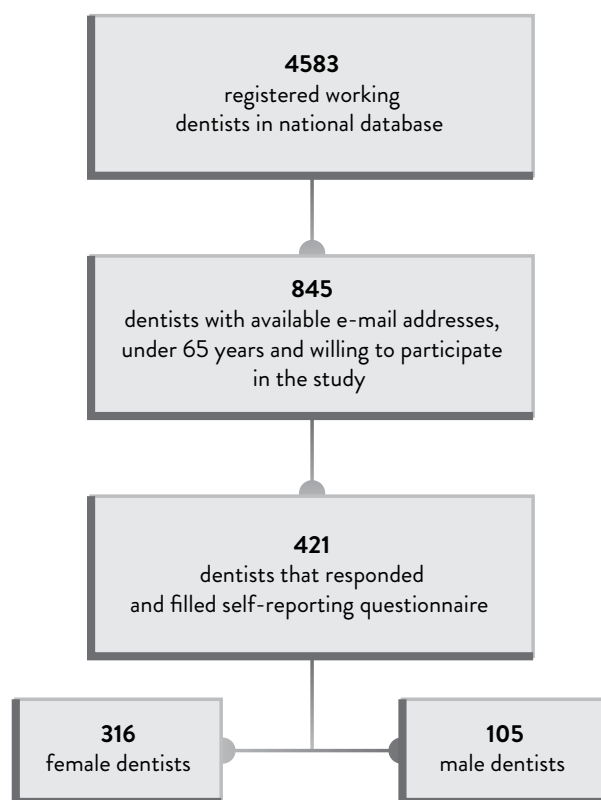 4583
registered working
dentists in national database
845
dentists with available e-mail addresses,
under 65 years and willing to participate
in the study
421
dentists that responded
and filled self-reporting questionnaire
316
female dentists
105
male dentists